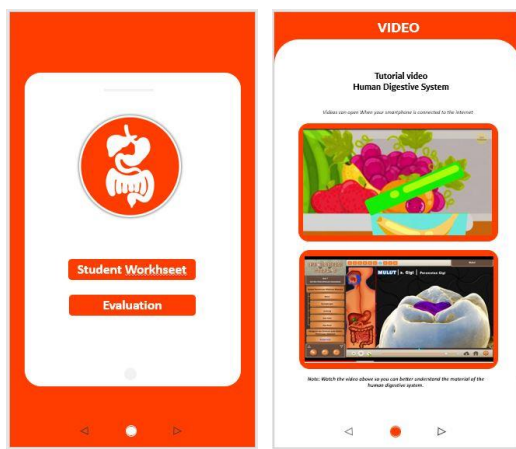 Student Workhseet
Evaluation
VIDEO
Tutorial video
Human Digestive System
Videos can open When your smartphone is connected to the internet
MULUT
Gigi
Note: Watch the video above so you can better understand the material of the
human digestive system.